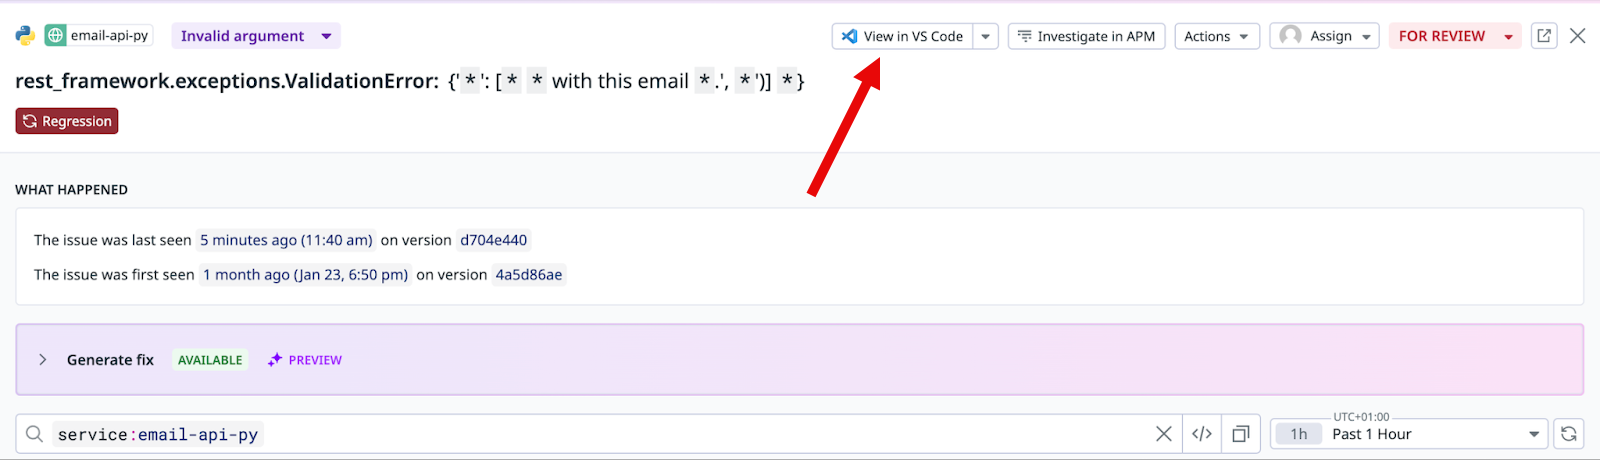 email-api-py Invalid argument View in VS Code Investigate in APM Actions Assign FOR REVIEW
rest_framework.exceptions.ValidationError: {'*': [* * with this email *.', *')] *}
Regression
WHAT HAPPENED
The issue was last seen 5 minutes ago (11:40 am) on version d704e440
The issue was first seen 1 month ago (Jan 23, 6:50 pm) on version 4a5d86ae
Generate fix AVAILABLE PREVIEW
UTC+01:00
service:email-api-py </> 1h Past 1 Hour